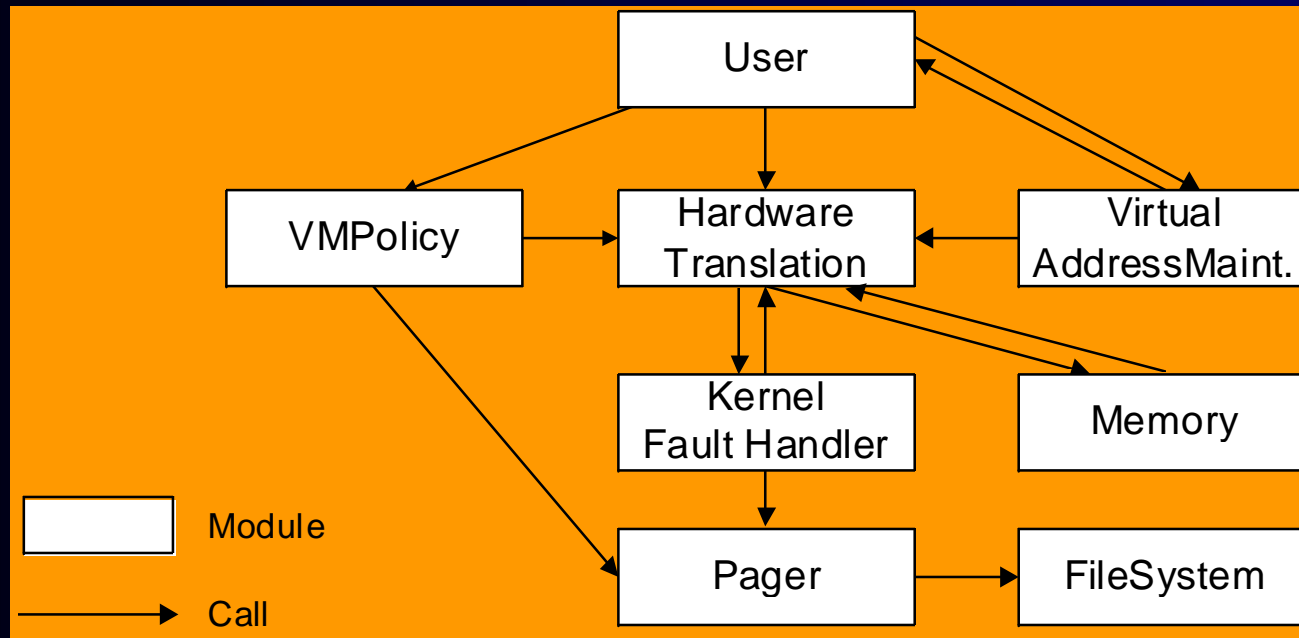 User
VMPolicy
Hardware
Translation
Virtual
AddressMaint.
Kernel
Fault Handler
Memory
Module
Pager
FileSystem
Call